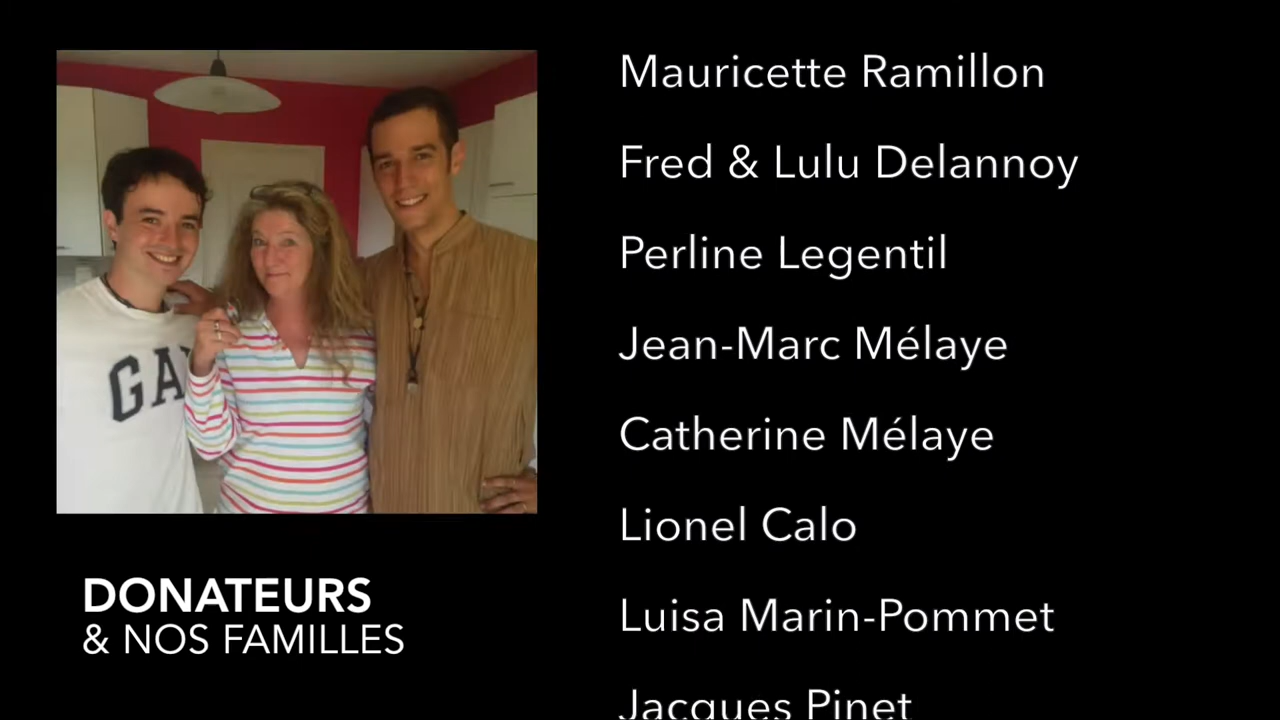 GA
DONATEURS
& NOS FAMILLES
Mauricette Ramillon
Fred & Lulu Delannoy
Perline Legentil
Jean-Marc Mélaye
Catherine Mélaye
Lionel Calo
Luisa Marin-Pommet
Jacques Pinet